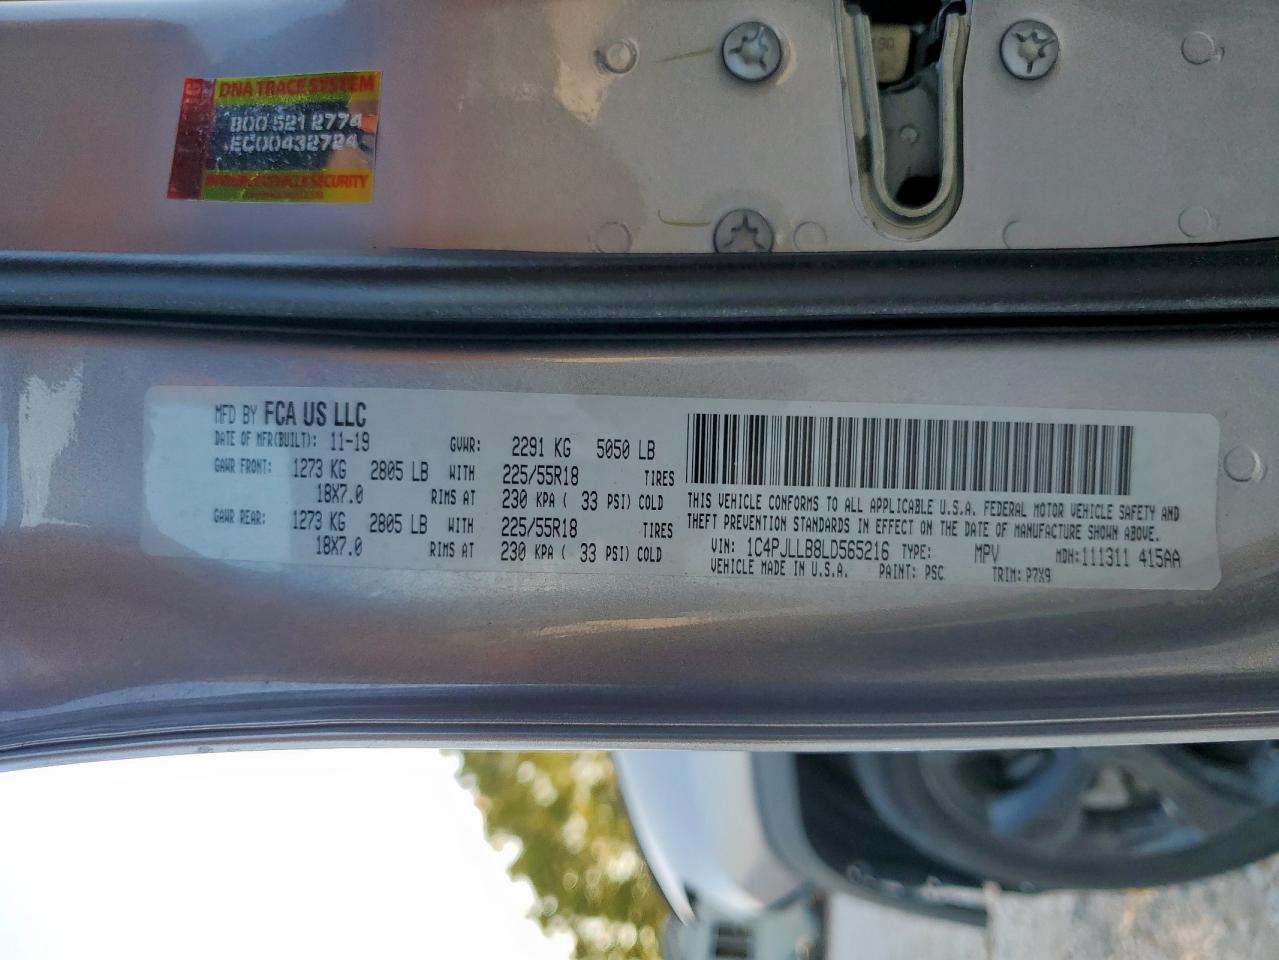 DNA TRACE SYSTEM
B00 5212774
EC00432724
VEHICLE SECURITY
MFD BY FCA US LLC
DATE OF MFR(BUILT): 11-19 GVWR: 2291 KG 5050 LB
GAWR FRONT: 1273 KG 2805 LB WITH 225/55R18 TIRES
18X7.0 RIMS AT 230 KPA ( 33 PSI) COLD
GAWR REAR: 1273 KG 2805 LB WITH 225/55R18 TIRES
18X7.0 RIMS AT 230 KPA ( 33 PSI) COLD
THIS VEHICLE CONFORMS TO ALL APPLICABLE U.S.A. FEDERAL MOTOR VEHICLE SAFETY AND
THEFT PREVENTION STANDARDS IN EFFECT ON THE DATE OF MANUFACTURE SHOWN ABOVE.
VIN: 1C4PJLLB8LD565216 TYPE: MPV MDH:111311 415AA
VEHICLE MADE IN U.S.A. PAINT: PSC TRIM: P7X9